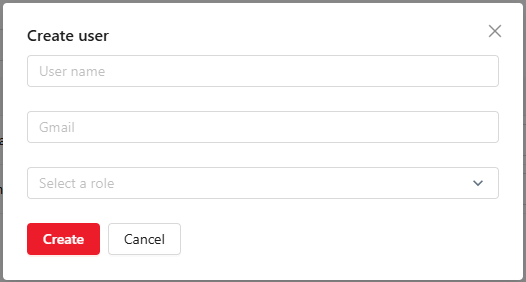 Create user
User name
Gmail
Select a role
Create
Cancel